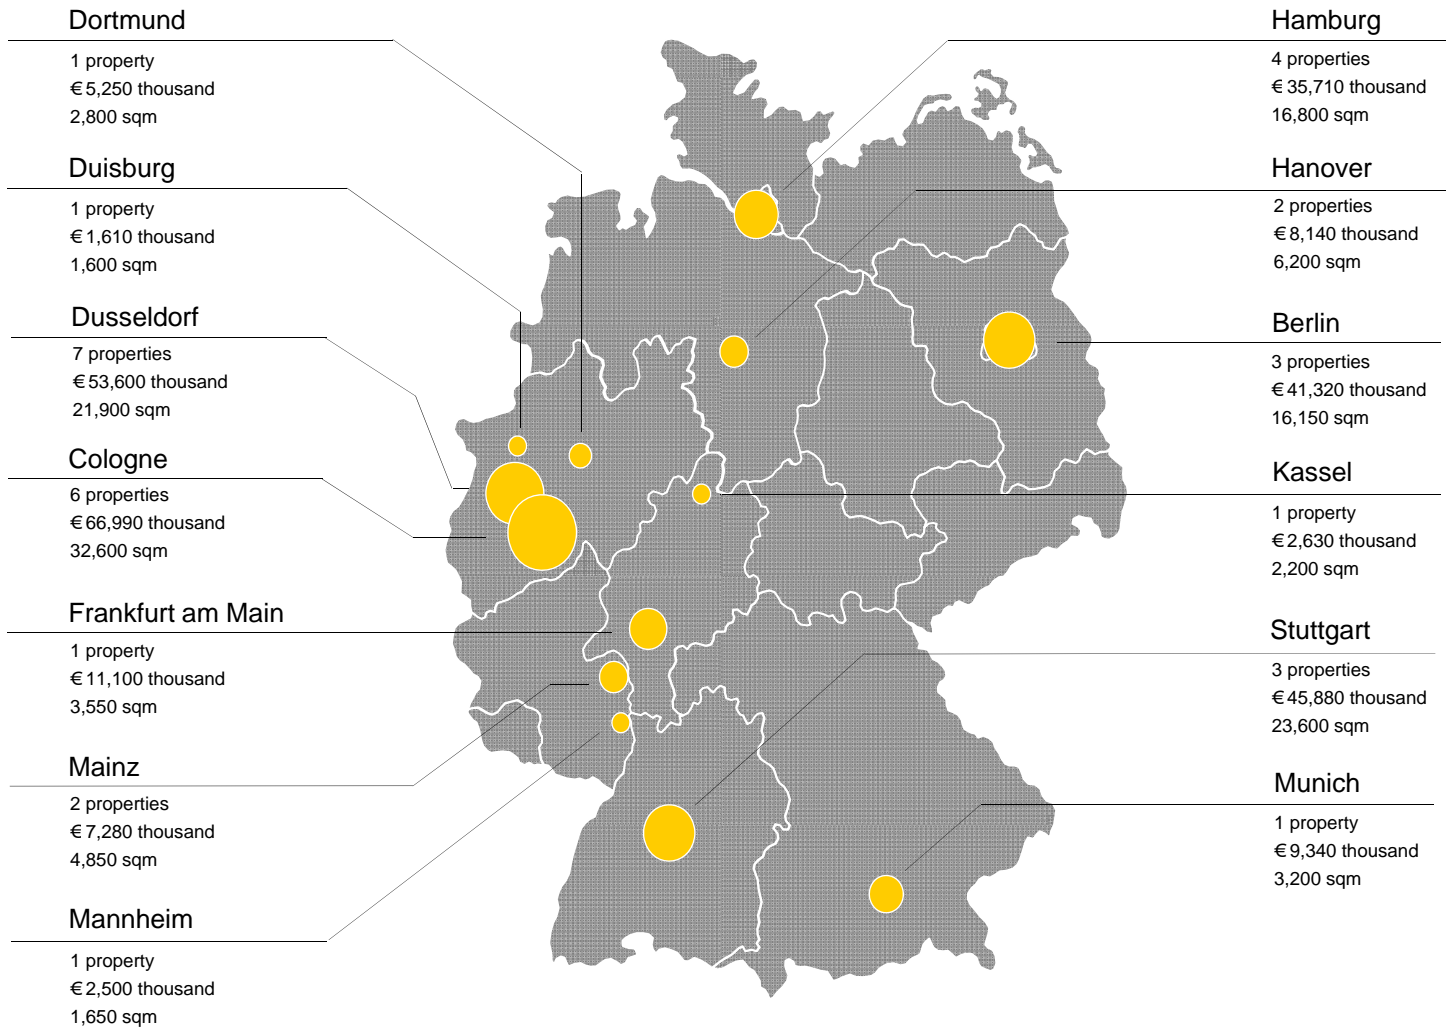 Dortmund
1 property
€ 5,250 thousand
2,800 sqm
Duisburg
1 property
€ 1,610 thousand
1,600 sqm
Dusseldorf
7 properties
€ 53,600 thousand
21,900 sqm
Cologne
6 properties
€ 66,990 thousand
32,600 sqm
Frankfurt am Main
1 property
€ 11,100 thousand
3,550 sqm
Mainz
2 properties
€ 7,280 thousand
4,850 sqm
Mannheim
1 property
€ 2,500 thousand
1,650 sqm
Hamburg
4 properties
€ 35,710 thousand
16,800 sqm
Hanover
2 properties
€ 8,140 thousand
6,200 sqm
Berlin
3 properties
€ 41,320 thousand
16,150 sqm
Kassel
1 property
€ 2,630 thousand
2,200 sqm
Stuttgart
3 properties
€ 45,880 thousand
23,600 sqm
Munich
1 property
€ 9,340 thousand
3,200 sqm